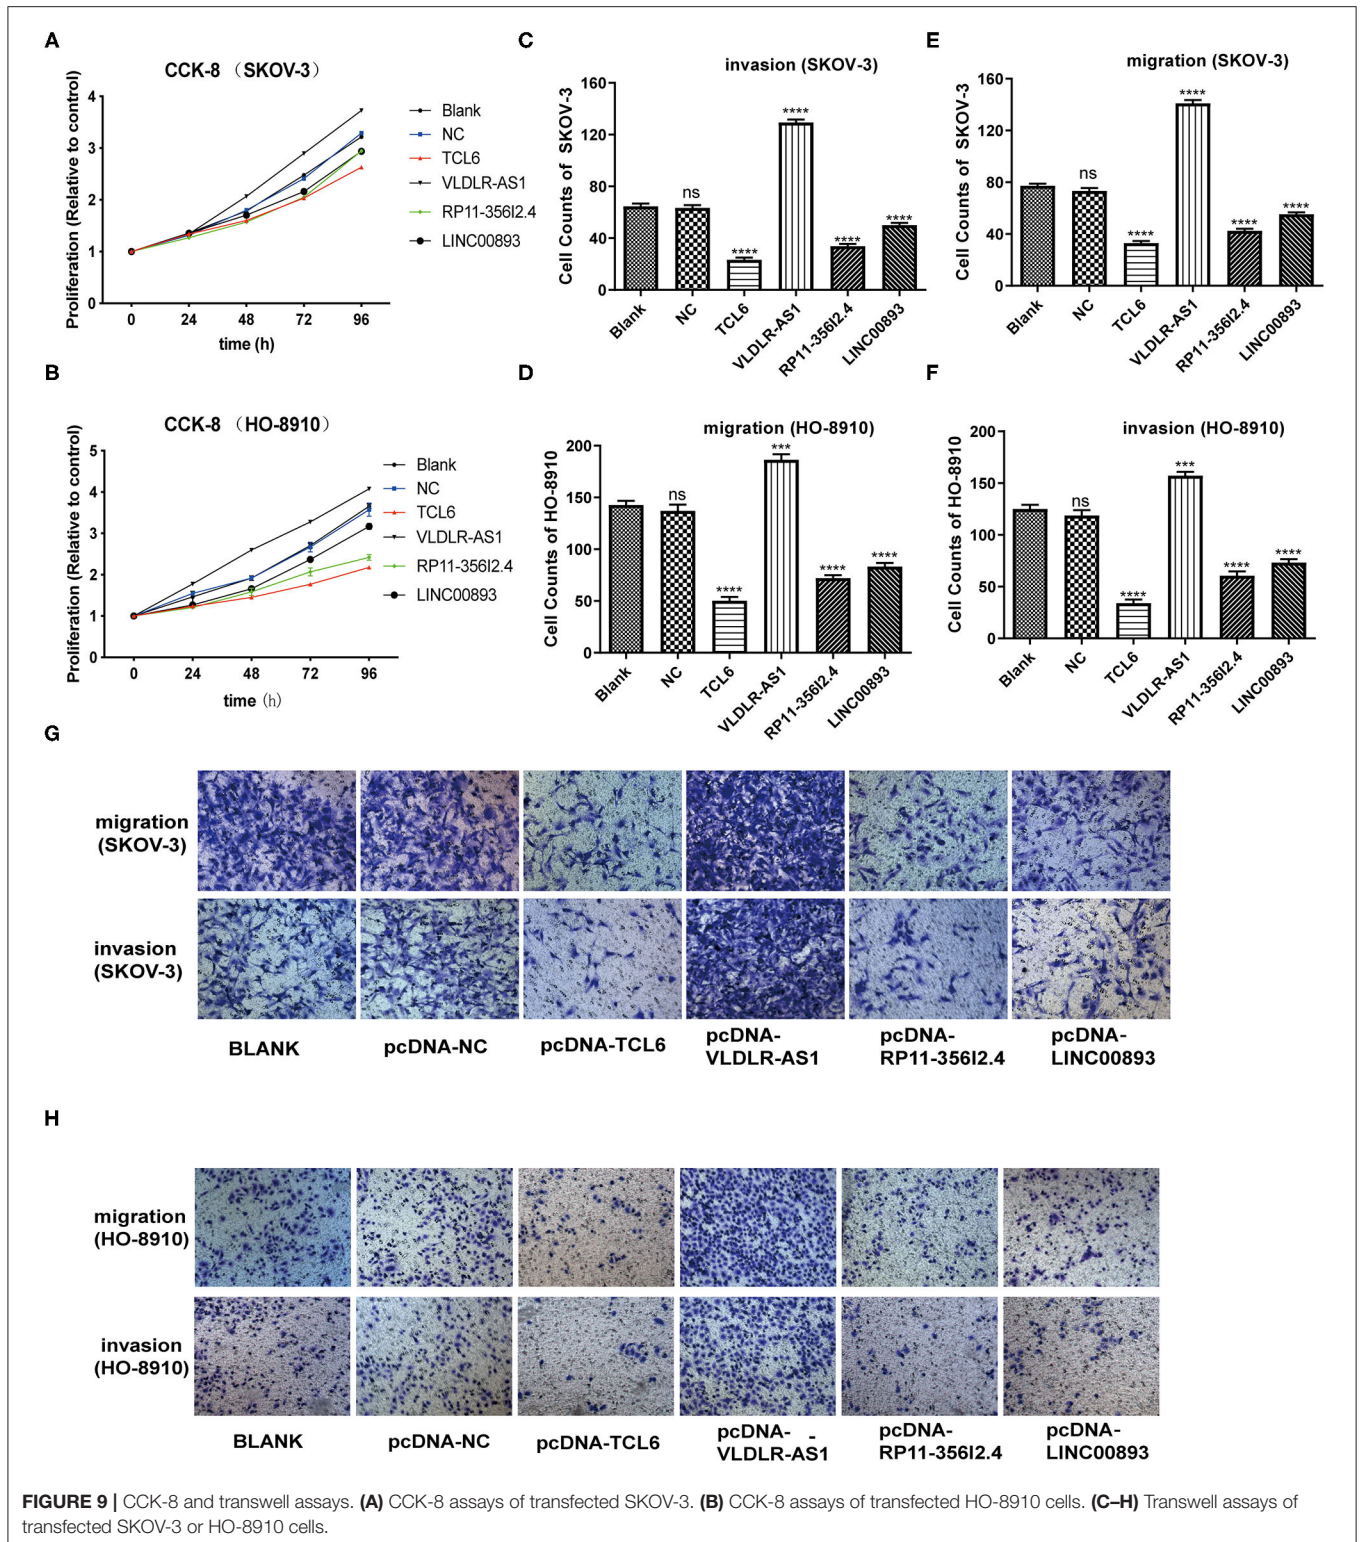 A
CCK-8 （SKOV-3）
Proliferation (Relative to control)
4
3
2
1
0
0 24 48 72 96
time (h)
Blank
NC
TCL6
VLDLR-AS1
RP11-356I2.4
LINC00893
C
invasion (SKOV-3)
Cell Counts of SKOV-3
160
120
80
40
0
ns
****
****
****
****
Blank
NC
TCL6
VLDLR-AS1
RP11-356I2.4
LINC00893
E
migration (SKOV-3)
Cell Counts of SKOV-3
160
120
80
40
0
ns
****
****
****
****
Blank
NC
TCL6
VLDLR-AS1
RP11-356I2.4
LINC00893
B
CCK-8 （HO-8910）
Proliferation (Relative to control)
5
4
3
2
1
0
0 24 48 72 96
time（h）
Blank
NC
TCL6
VLDLR-AS1
RP11-356I2.4
LINC00893
D
migration (HO-8910)
Cell Counts of HO-8910
200
150
100
50
0
ns
****
***
****
****
Blank
NC
TCL6
VLDLR-AS1
RP11-356I2.4
LINC00893
F
invasion (HO-8910)
Cell Counts of HO-8910
200
150
100
50
0
ns
****
***
****
****
Blank
NC
TCL6
VLDLR-AS1
RP11-356I2.4
LINC00893
G
migration
(SKOV-3)
invasion
(SKOV-3)
BLANK
pcDNA-NC
pcDNA-TCL6
pcDNA-
VLDLR-AS1
pcDNA-
RP11-356I2.4
pcDNA-
LINC00893
H
migration
(HO-8910)
invasion
(HO-8910)
BLANK
pcDNA-NC
pcDNA-TCL6
pcDNA- -
VLDLR-AS1
pcDNA-
RP11-356I2.4
pcDNA-
LINC00893
FIGURE 9 | CCK-8 and transwell assays. (A) CCK-8 assays of transfected SKOV-3. (B) CCK-8 assays of transfected HO-8910 cells. (C–H) Transwell assays of
transfected SKOV-3 or HO-8910 cells.